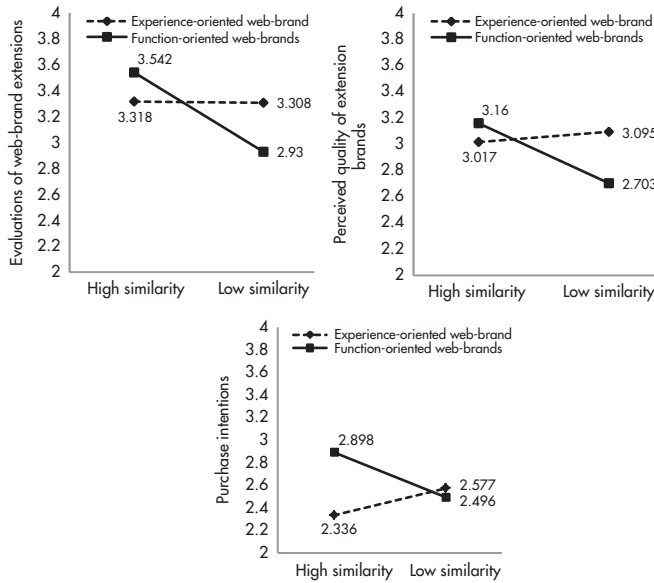 Evaluations of web-brand extensions
4
3.8
3.6
3.4
3.2
3
2.8
2.6
2.4
2.2
2
Experience-oriented web-brand
Function-oriented web-brands
3.542
3.318
3.308
2.93
High similarity
Low similarity
Perceived quality of extension
brands
4
3.8
3.6
3.4
3.2
3
2.8
2.6
2.4
2.2
2
Experience-oriented web-brand
Function-oriented web-brands
3.16
3.017
3.095
2.703
High similarity
Low similarity
Purchase intentions
4
3.8
3.6
3.4
3.2
3
2.8
2.6
2.4
2.2
2
Experience-oriented web-brand
Function-oriented web-brands
2.898
2.336
2.577
2.496
High similarity
Low similarity